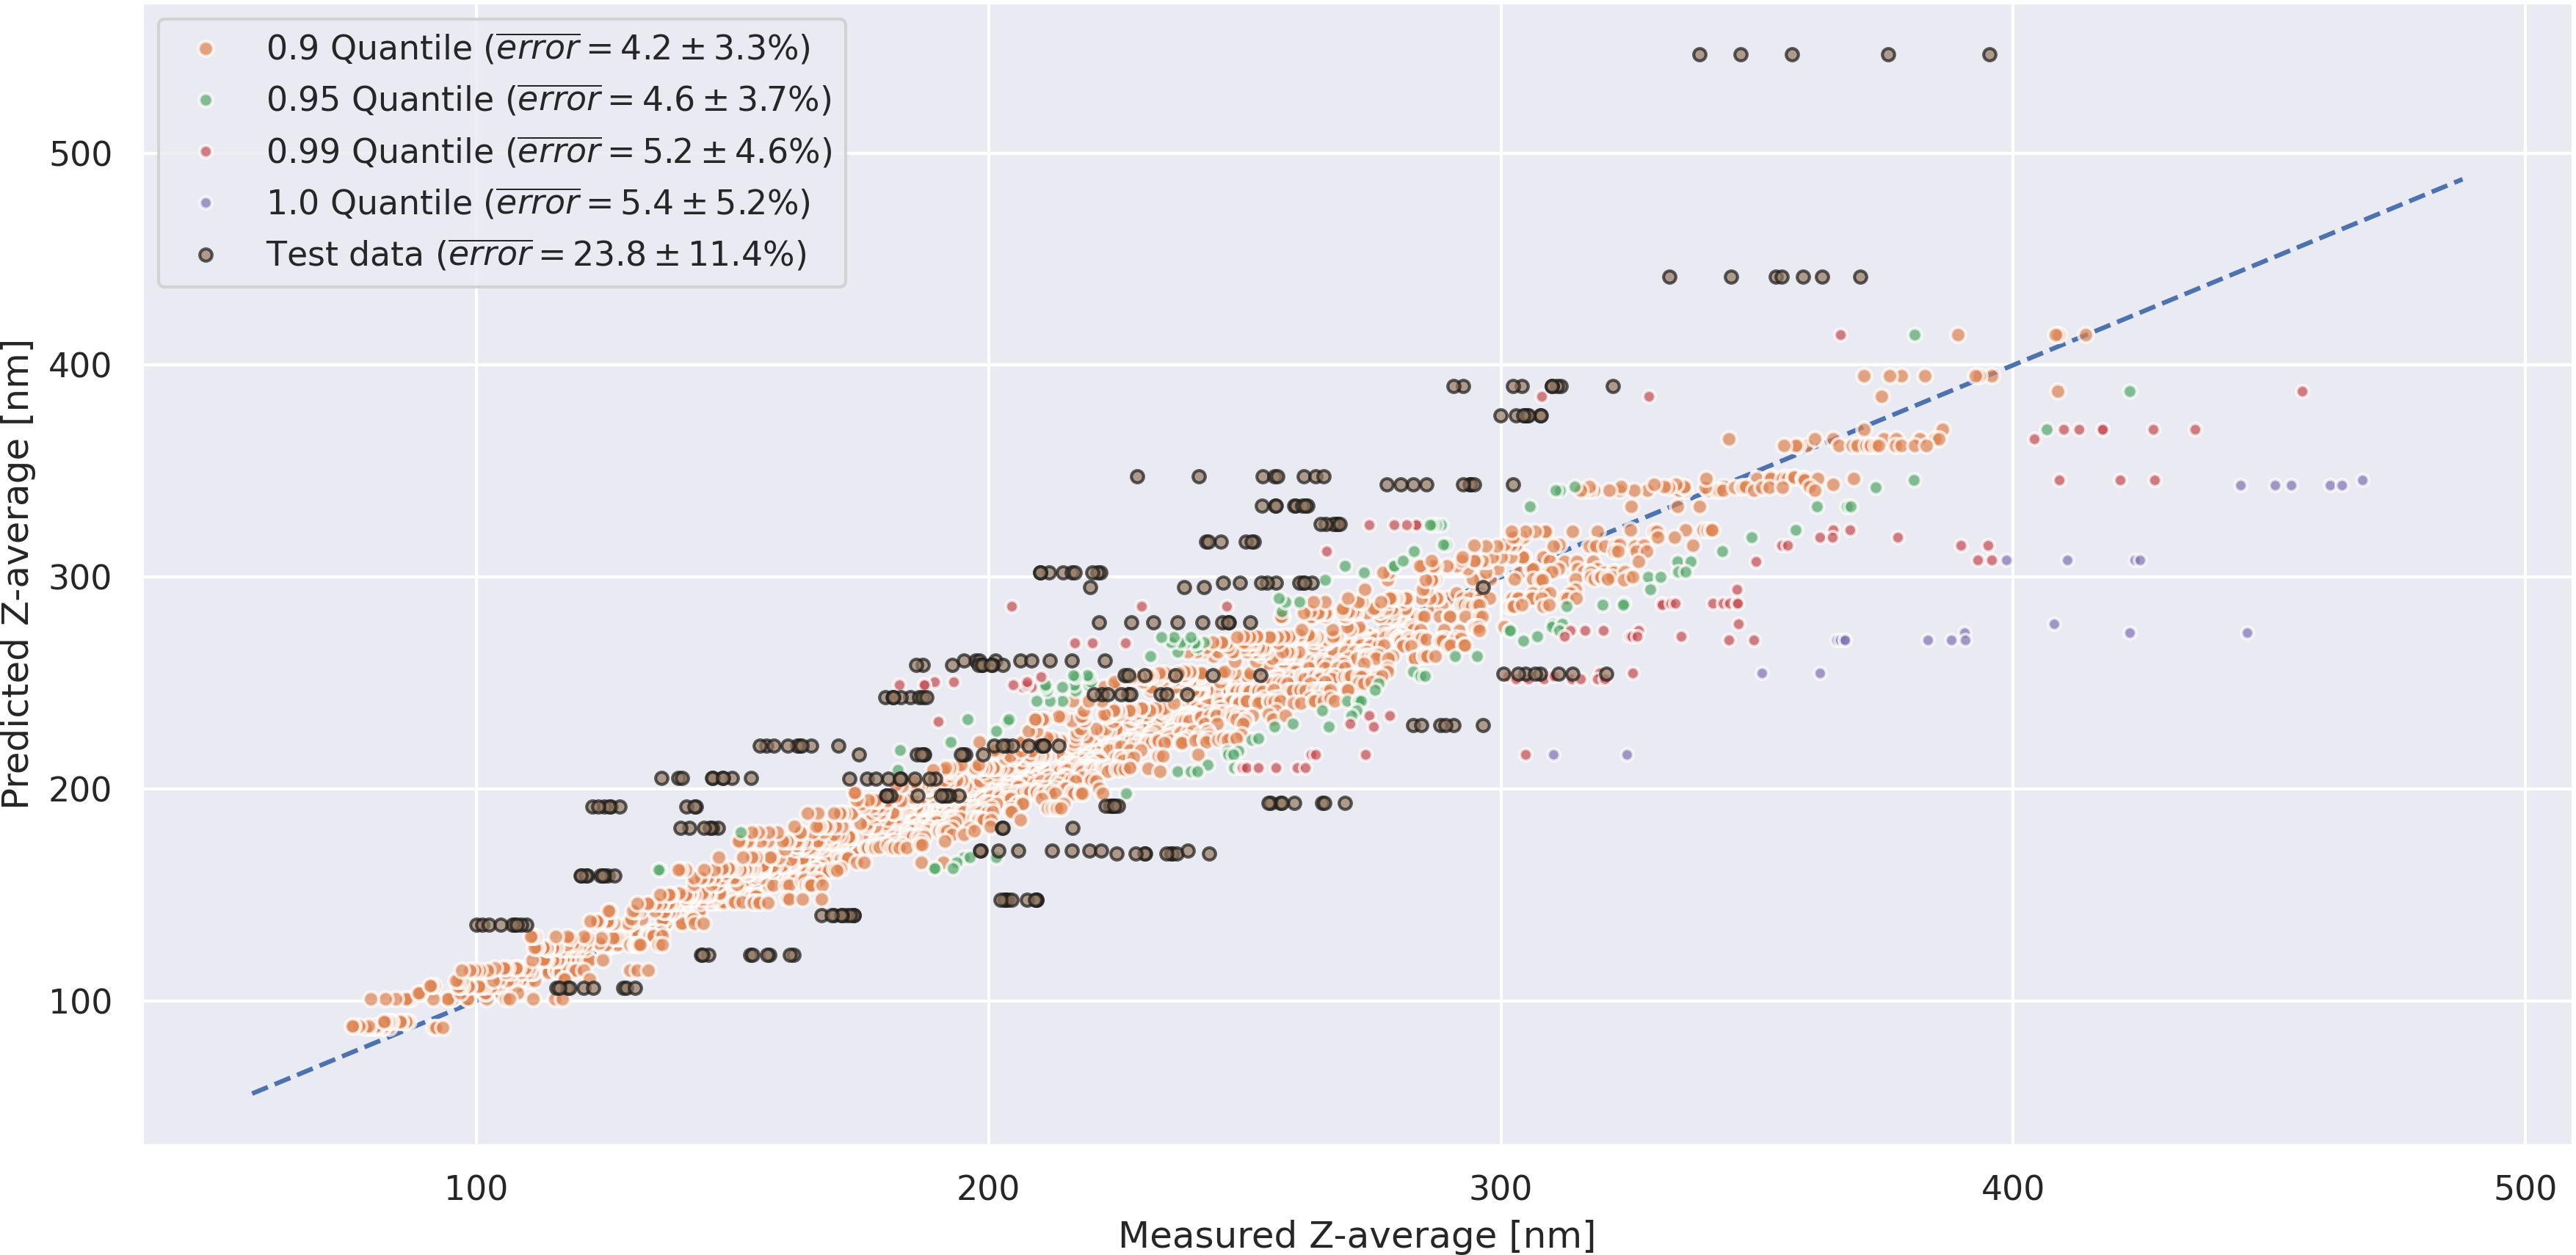 0.9 Quantile (error = 4.2 ± 3.3%)
0.95 Quantile (error = 4.6 ± 3.7%)
0.99 Quantile (error = 5.2 ± 4.6%)
1.0 Quantile (error = 5.4 ± 5.2%)
Test data (error = 23.8 ± 11.4%)
Predicted Z-average [nm]
500
400
300
200
100
100
200
300
400
500
Measured Z-average [nm]